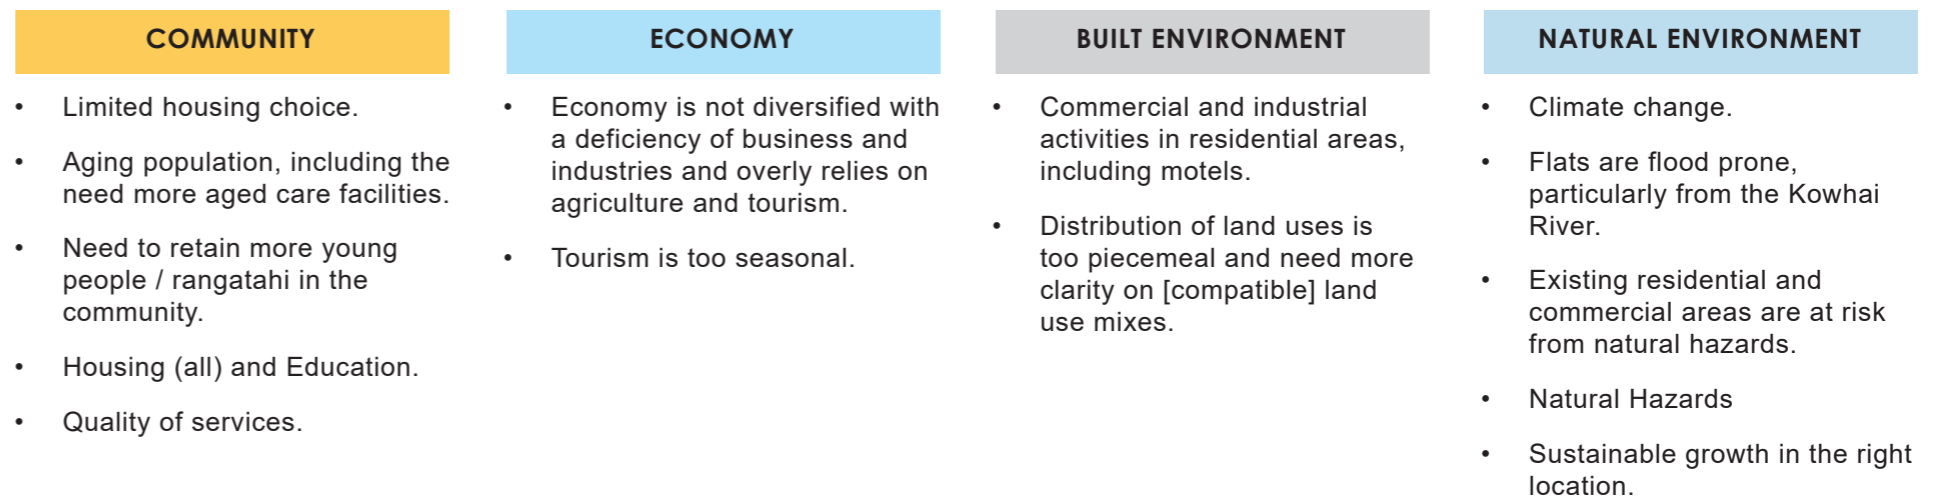 COMMUNITY
• Limited housing choice.
• Aging population, including the
need more aged care facilities.
• Need to retain more young
people / rangatahi in the
community.
• Housing (all) and Education.
• Quality of services.
ECONOMY
• Economy is not diversified with
a deficiency of business and
industries and overly relies on
agriculture and tourism.
• Tourism is too seasonal.
BUILT ENVIRONMENT
• Commercial and industrial
activities in residential areas,
including motels.
• Distribution of land uses is
too piecemeal and need more
clarity on [compatible] land
use mixes.
NATURAL ENVIRONMENT
• Climate change.
• Flats are flood prone,
particularly from the Kowhai
River.
• Existing residential and
commercial areas are at risk
from natural hazards.
• Natural Hazards
• Sustainable growth in the right
location.